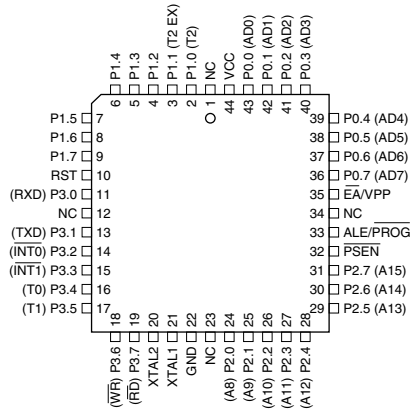 P1.4
P1.3
P1.2
P1.1 (T2 EX)
P1.0 (T2)
NC
VCC
P0.0 (AD0)
P0.1 (AD1)
P0.2 (AD2)
P0.3 (AD3)
6
5
4
3
2
1
44
43
42
41
40
P1.5 7
P1.6 8
P1.7 9
RST 10
(RXD) P3.0 11
NC 12
(TXD) P3.1 13
(INT0) P3.2 14
(INT1) P3.3 15
(T0) P3.4 16
(T1) P3.5 17
39 P0.4 (AD4)
38 P0.5 (AD5)
37 P0.6 (AD6)
36 P0.7 (AD7)
35 EA/VPP
34 NC
33 ALE/PROG
32 PSEN
31 P2.7 (A15)
30 P2.6 (A14)
29 P2.5 (A13)
18
19
20
21
22
23
24
25
26
27
28
(WR) P3.6
(RD) P3.7
XTAL2
XTAL1
GND
NC
(A8) P2.0
(A9) P2.1
(A10) P2.2
(A11) P2.3
(A12) P2.4